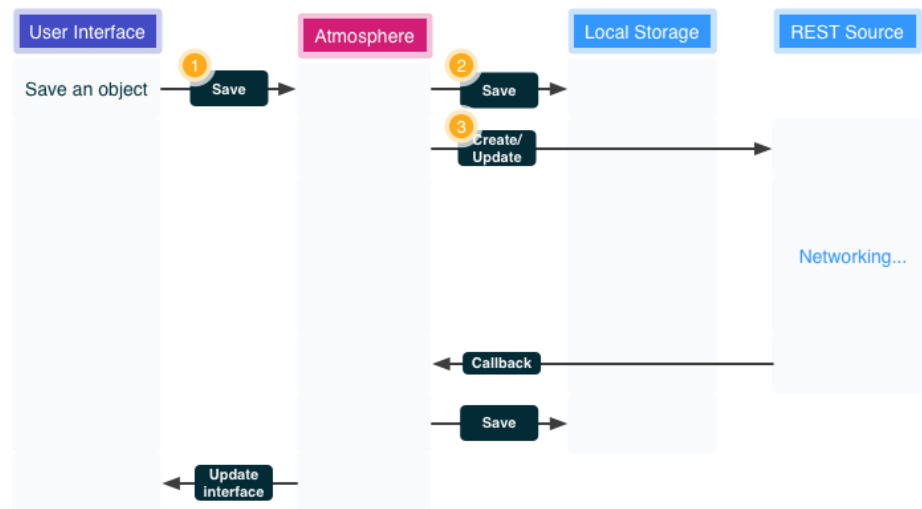 User Interface
Atmosphere
Local Storage
REST Source
Save an object
1
Save
2
Save
3
Create/
Update
Networking...
Callback
Save
Update
interface